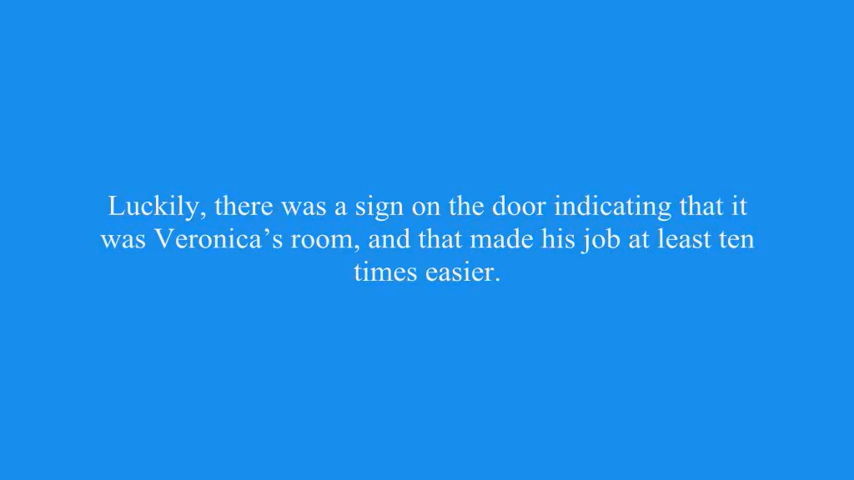 Luckily, there was a sign on the door indicating that it
was Veronica’s room, and that made his job at least ten
times easier.